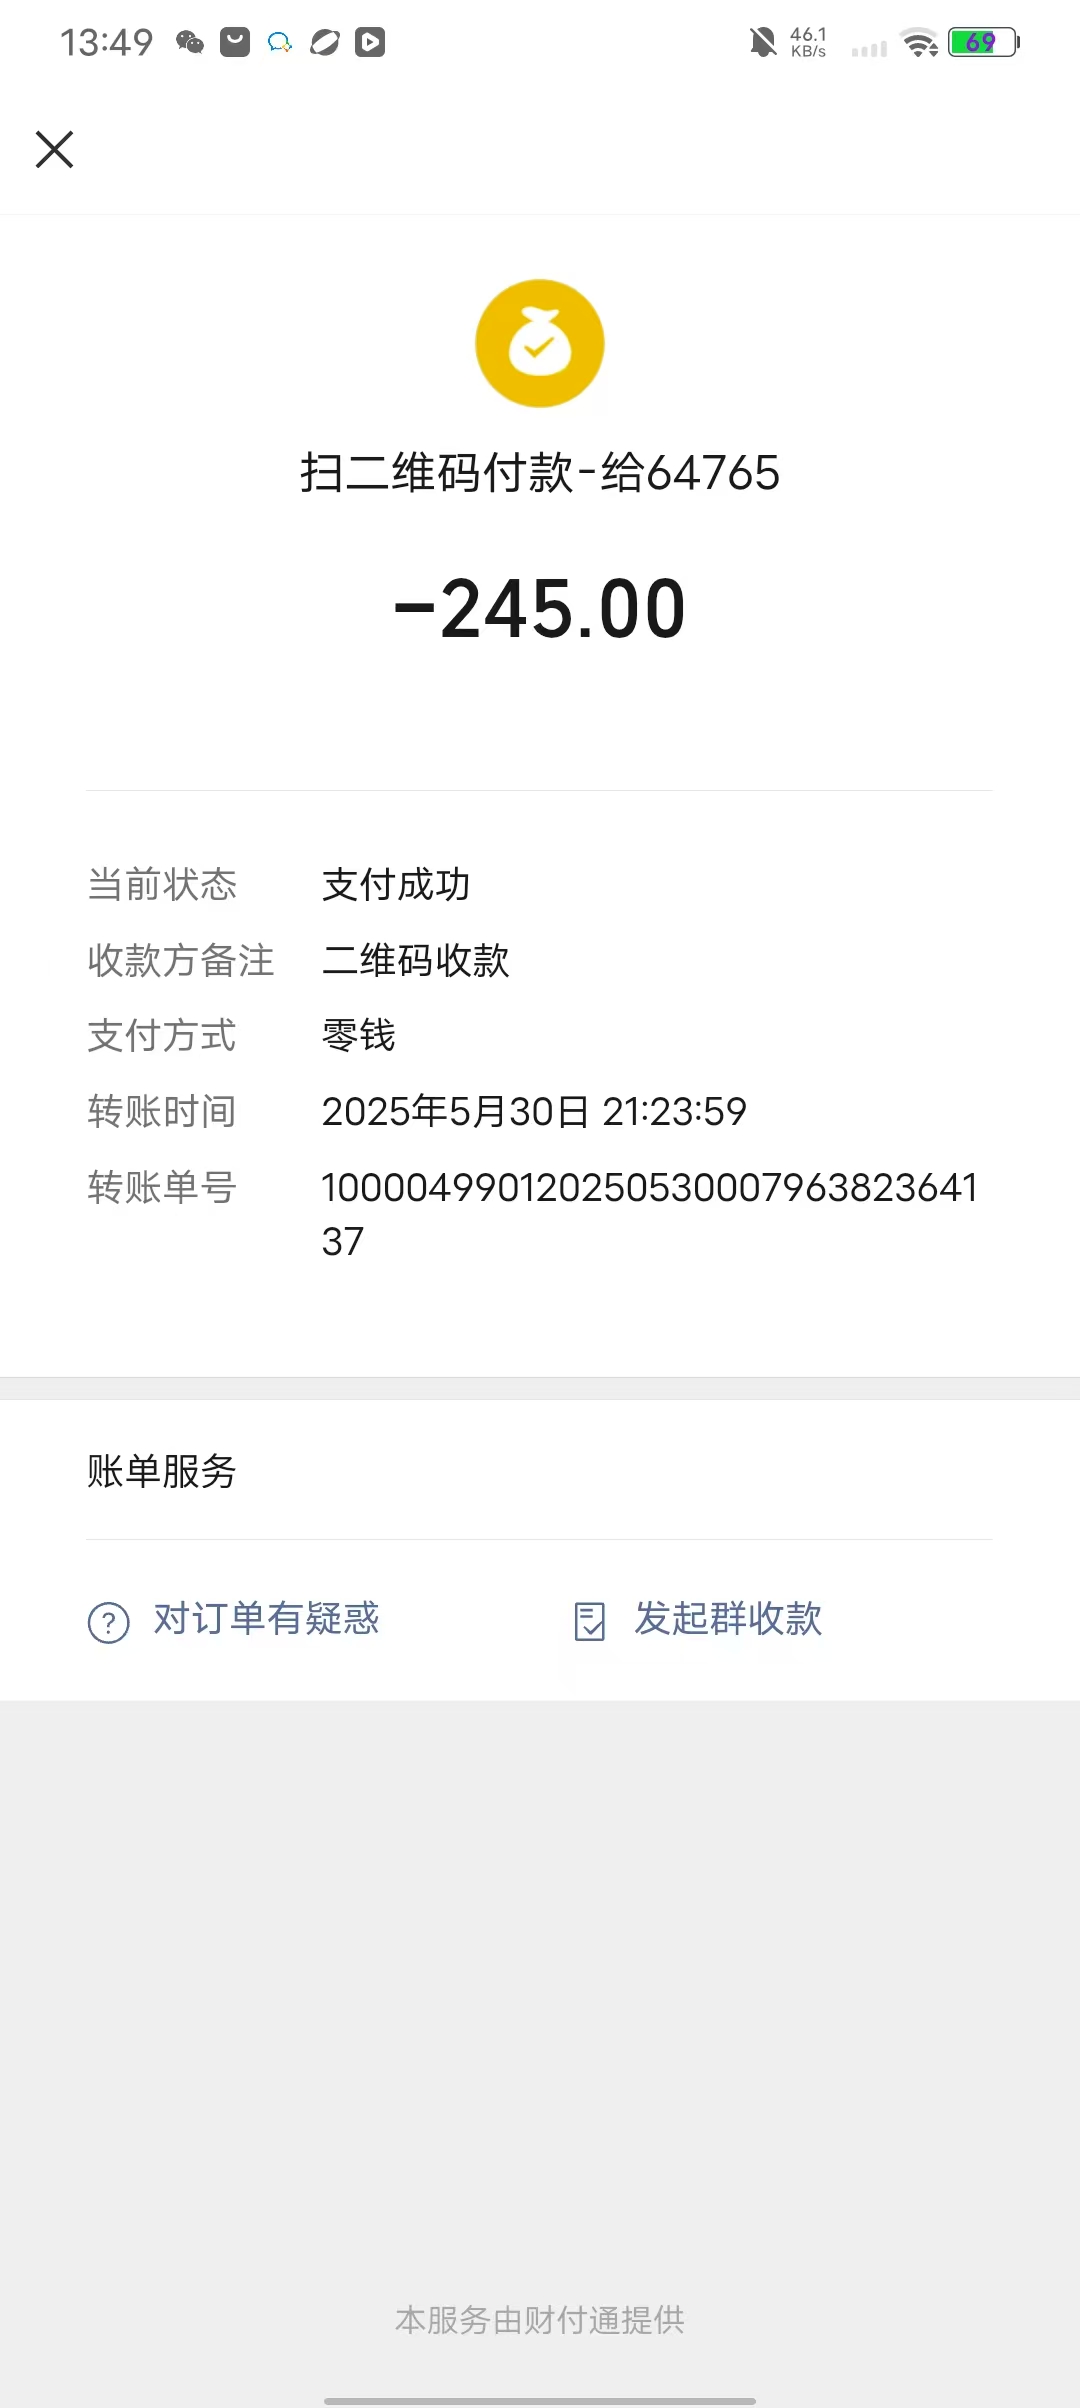 13:49
46.1
KB/s
69
扫二维码付款-给64765
-245.00
当前状态 支付成功
收款方备注 二维码收款
支付方式 零钱
转账时间 2025年5月30日 21:23:59
转账单号 100004990120250530007963823641
37
账单服务
对订单有疑惑 发起群收款
本服务由财付通提供